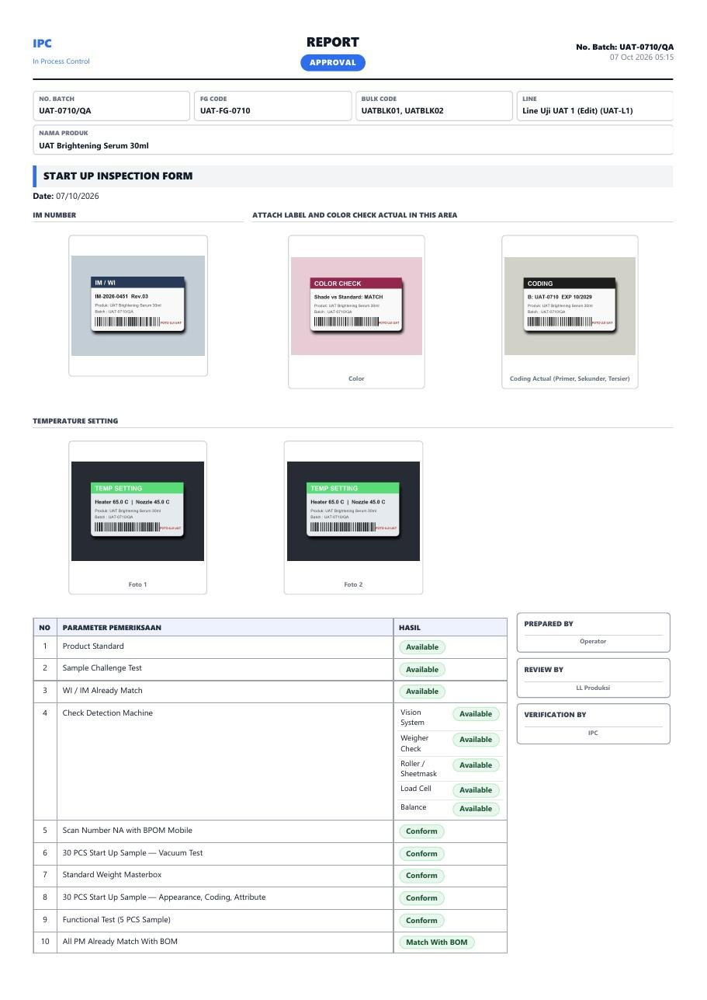 IPC
In Process Control
REPORT
APPROVAL
No. Batch: UAT-0710/QA
07 Oct 2026 05:15
NO. BATCH
UAT-0710/QA
FG CODE
UAT-FG-0710
BULK CODE
UATBLK01, UATBLK02
LINE
Line Uji UAT 1 (Edit) (UAT-L1)
NAMA PRODUK
UAT Brightening Serum 30ml
START UP INSPECTION FORM
Date: 07/10/2026
IM NUMBER
ATTACH LABEL AND COLOR CHECK ACTUAL IN THIS AREA
IM / WI
IM-2026-0451 Rev.03
Produk: UAT Brightening Serum 30ml
Batch : UAT-0710/QA
FOTO UJI UAT
COLOR CHECK
Shade vs Standard: MATCH
Produk: UAT Brightening Serum 30ml
Batch : UAT-0710/QA
FOTO UJI UAT
Color
CODING
B: UAT-0710 EXP 10/2029
Produk: UAT Brightening Serum 30ml
Batch : UAT-0710/QA
FOTO UJI UAT
Coding Actual (Primer, Sekunder, Tersier)
TEMPERATURE SETTING
TEMP SETTING
Heater 65.0 C | Nozzle 45.0 C
Produk: UAT Brightening Serum 30ml
Batch : UAT-0710/QA
FOTO UJI UAT
Foto 1
TEMP SETTING
Heater 65.0 C | Nozzle 45.0 C
Produk: UAT Brightening Serum 30ml
Batch : UAT-0710/QA
FOTO UJI UAT
Foto 2
NO PARAMETER PEMERIKSAAN HASIL
1 Product Standard Available
2 Sample Challenge Test Available
3 WI / IM Already Match Available
4 Check Detection Machine
Vision System Available
Weigher Check Available
Roller / Sheetmask Available
Load Cell Available
Balance Available
5 Scan Number NA with BPOM Mobile Conform
6 30 PCS Start Up Sample — Vacuum Test Conform
7 Standard Weight Masterbox Conform
8 30 PCS Start Up Sample — Appearance, Coding, Attribute Conform
9 Functional Test (5 PCS Sample) Conform
10 All PM Already Match With BOM Match With BOM
PREPARED BY
Operator
REVIEW BY
LL Produksi
VERIFICATION BY
IPC